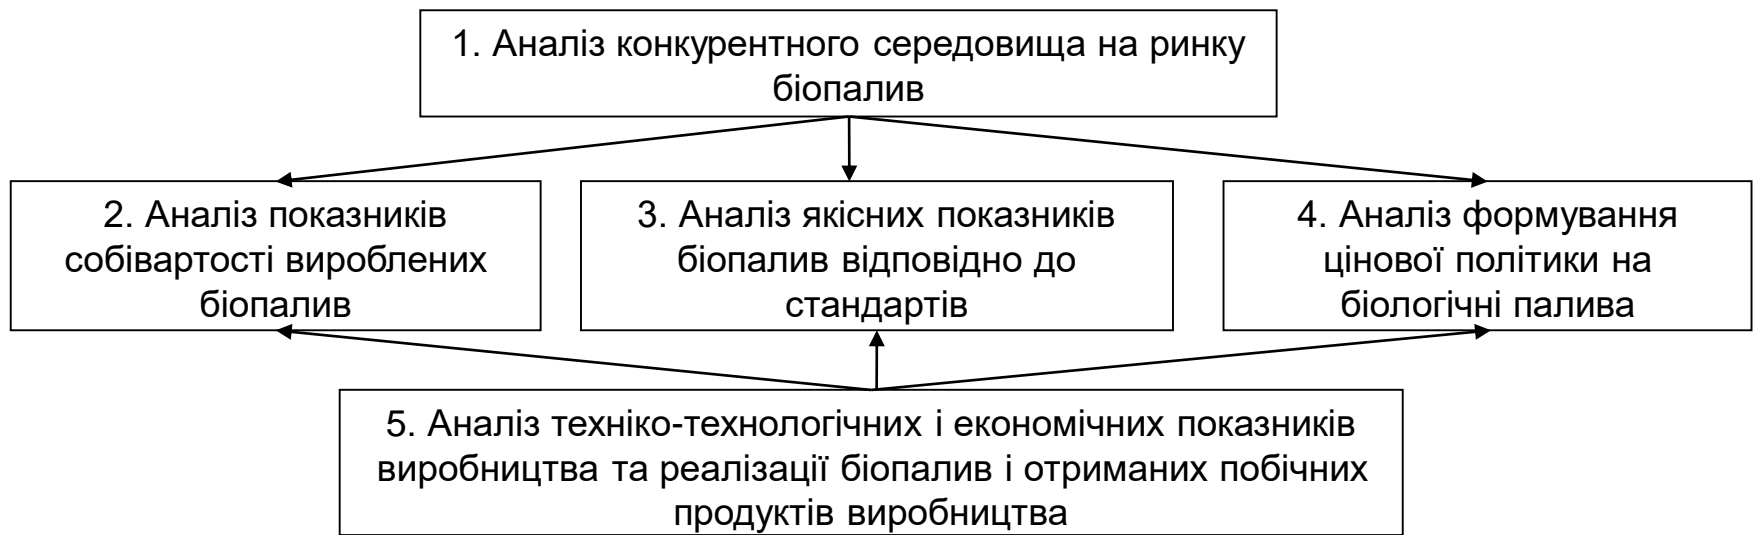 1. Аналіз конкурентного середовища на ринку
біопалив
2. Аналіз показників
собівартості вироблених
біопалив
3. Аналіз якісних показників
біопалив відповідно до
стандартів
4. Аналіз формування
цінової політики на
біологічні палива
5. Аналіз техніко-технологічних і економічних показників
виробництва та реалізації біопалив і отриманих побічних
продуктів виробництва